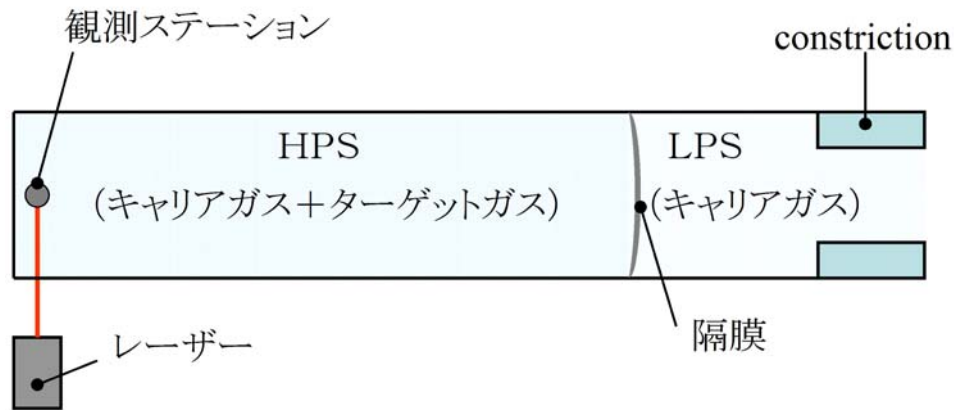 観測ステーション
constriction
HPS
LPS
(キャリアガス+ターゲットガス)
(キャリアガス)
隔膜
レーザー